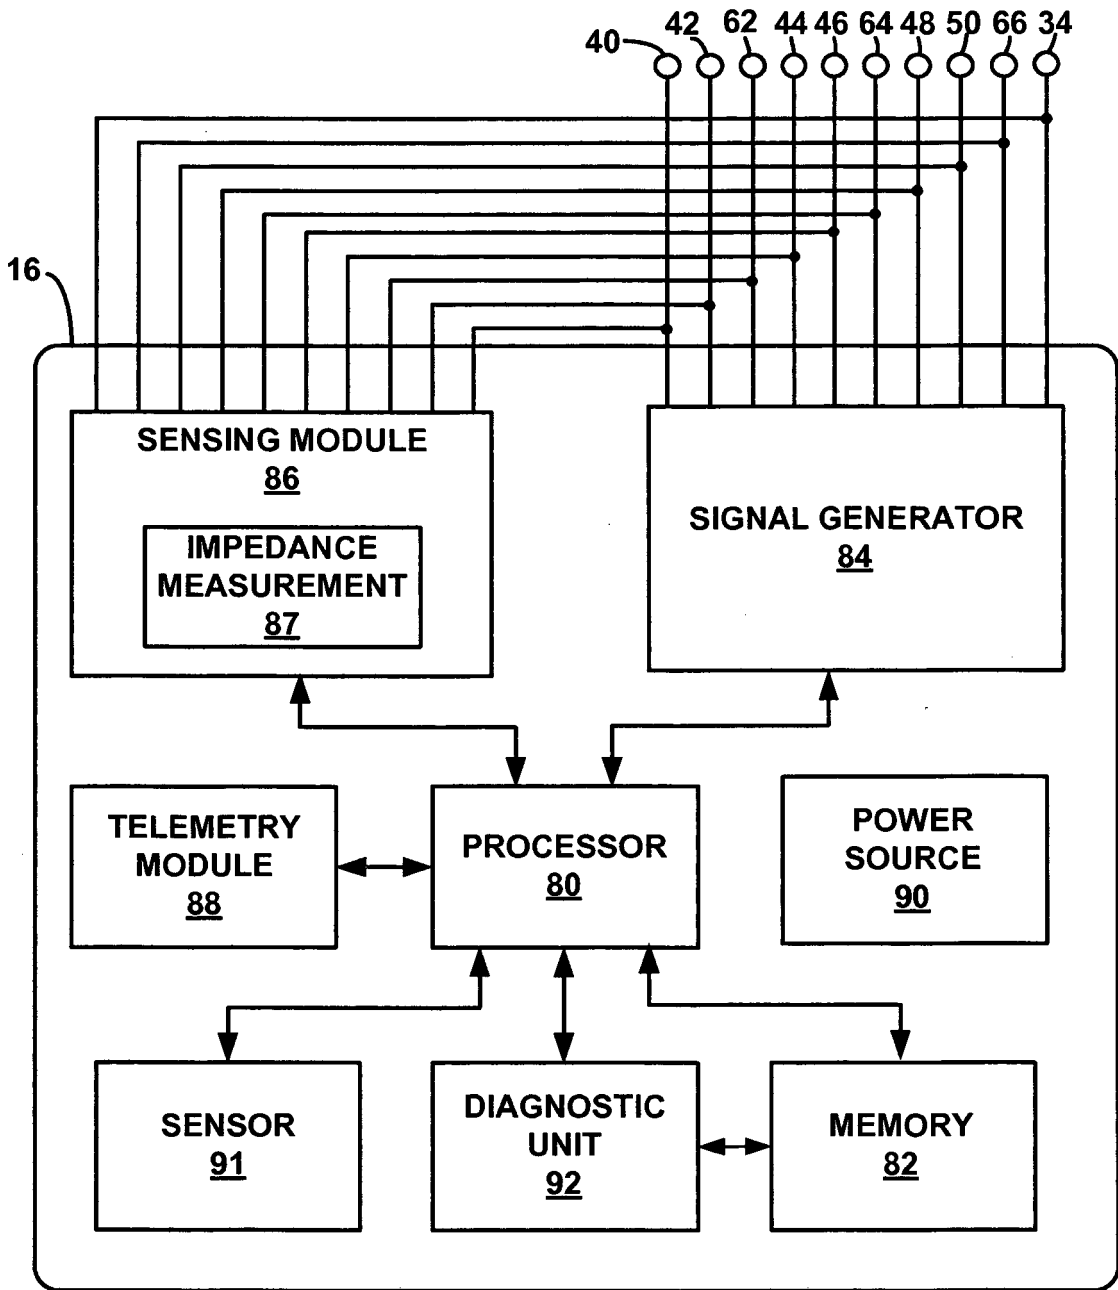 40 42 62 44 46 64 48 50 66 34
16
SENSING MODULE
86
IMPEDANCE
MEASUREMENT
87
SIGNAL GENERATOR
84
TELEMETRY
MODULE
88
PROCESSOR
80
POWER
SOURCE
90
SENSOR
91
DIAGNOSTIC
UNIT
92
MEMORY
82